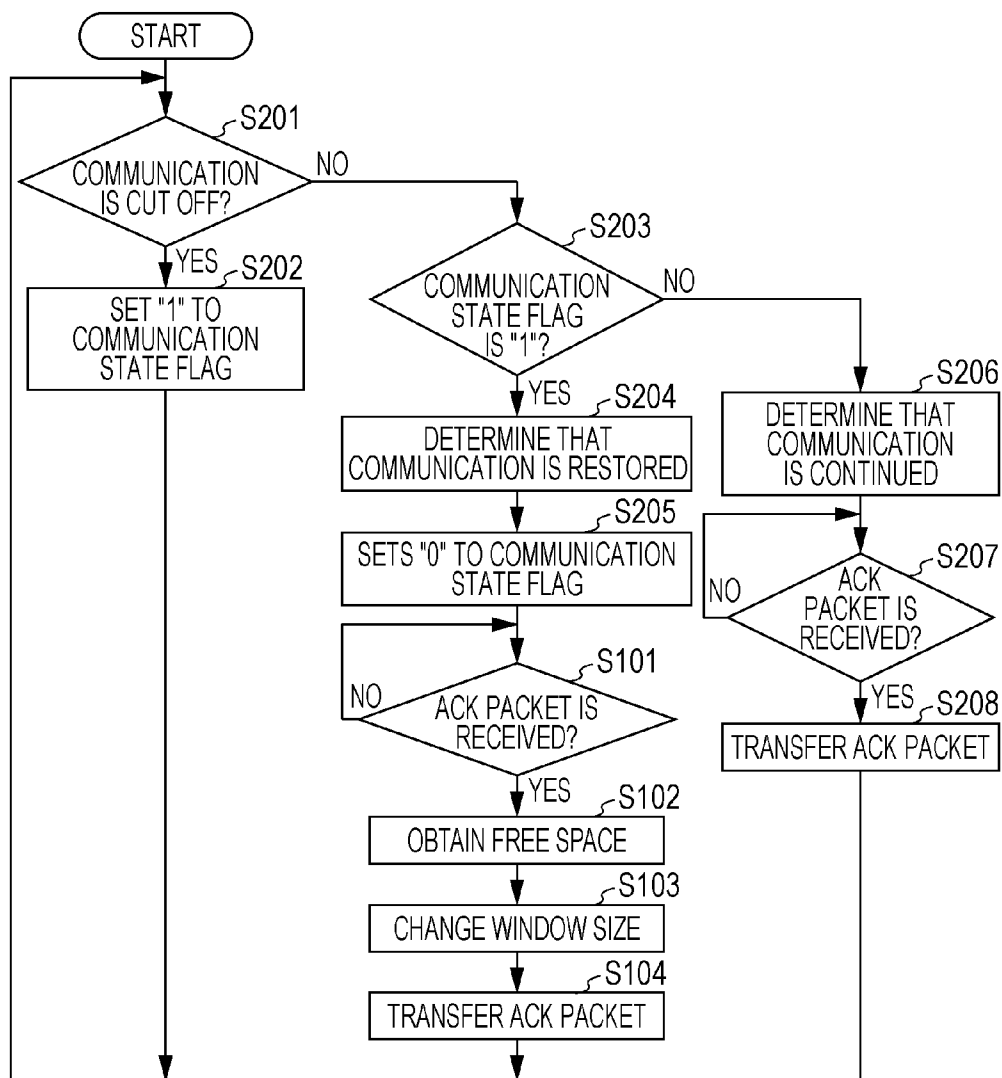 START
S201
COMMUNICATION
IS CUT OFF?
NO
YES
S202
SET "1" TO
COMMUNICATION
STATE FLAG
S203
COMMUNICATION
STATE FLAG
IS "1"?
NO
YES
S204
DETERMINE THAT
COMMUNICATION IS RESTORED
S205
SETS "0" TO COMMUNICATION
STATE FLAG
S101
NO
ACK PACKET IS
RECEIVED?
YES
S102
OBTAIN FREE SPACE
S103
CHANGE WINDOW SIZE
S104
TRANSFER ACK PACKET
S206
DETERMINE THAT
COMMUNICATION
IS CONTINUED
S207
NO
ACK
PACKET IS
RECEIVED?
YES
S208
TRANSFER ACK PACKET